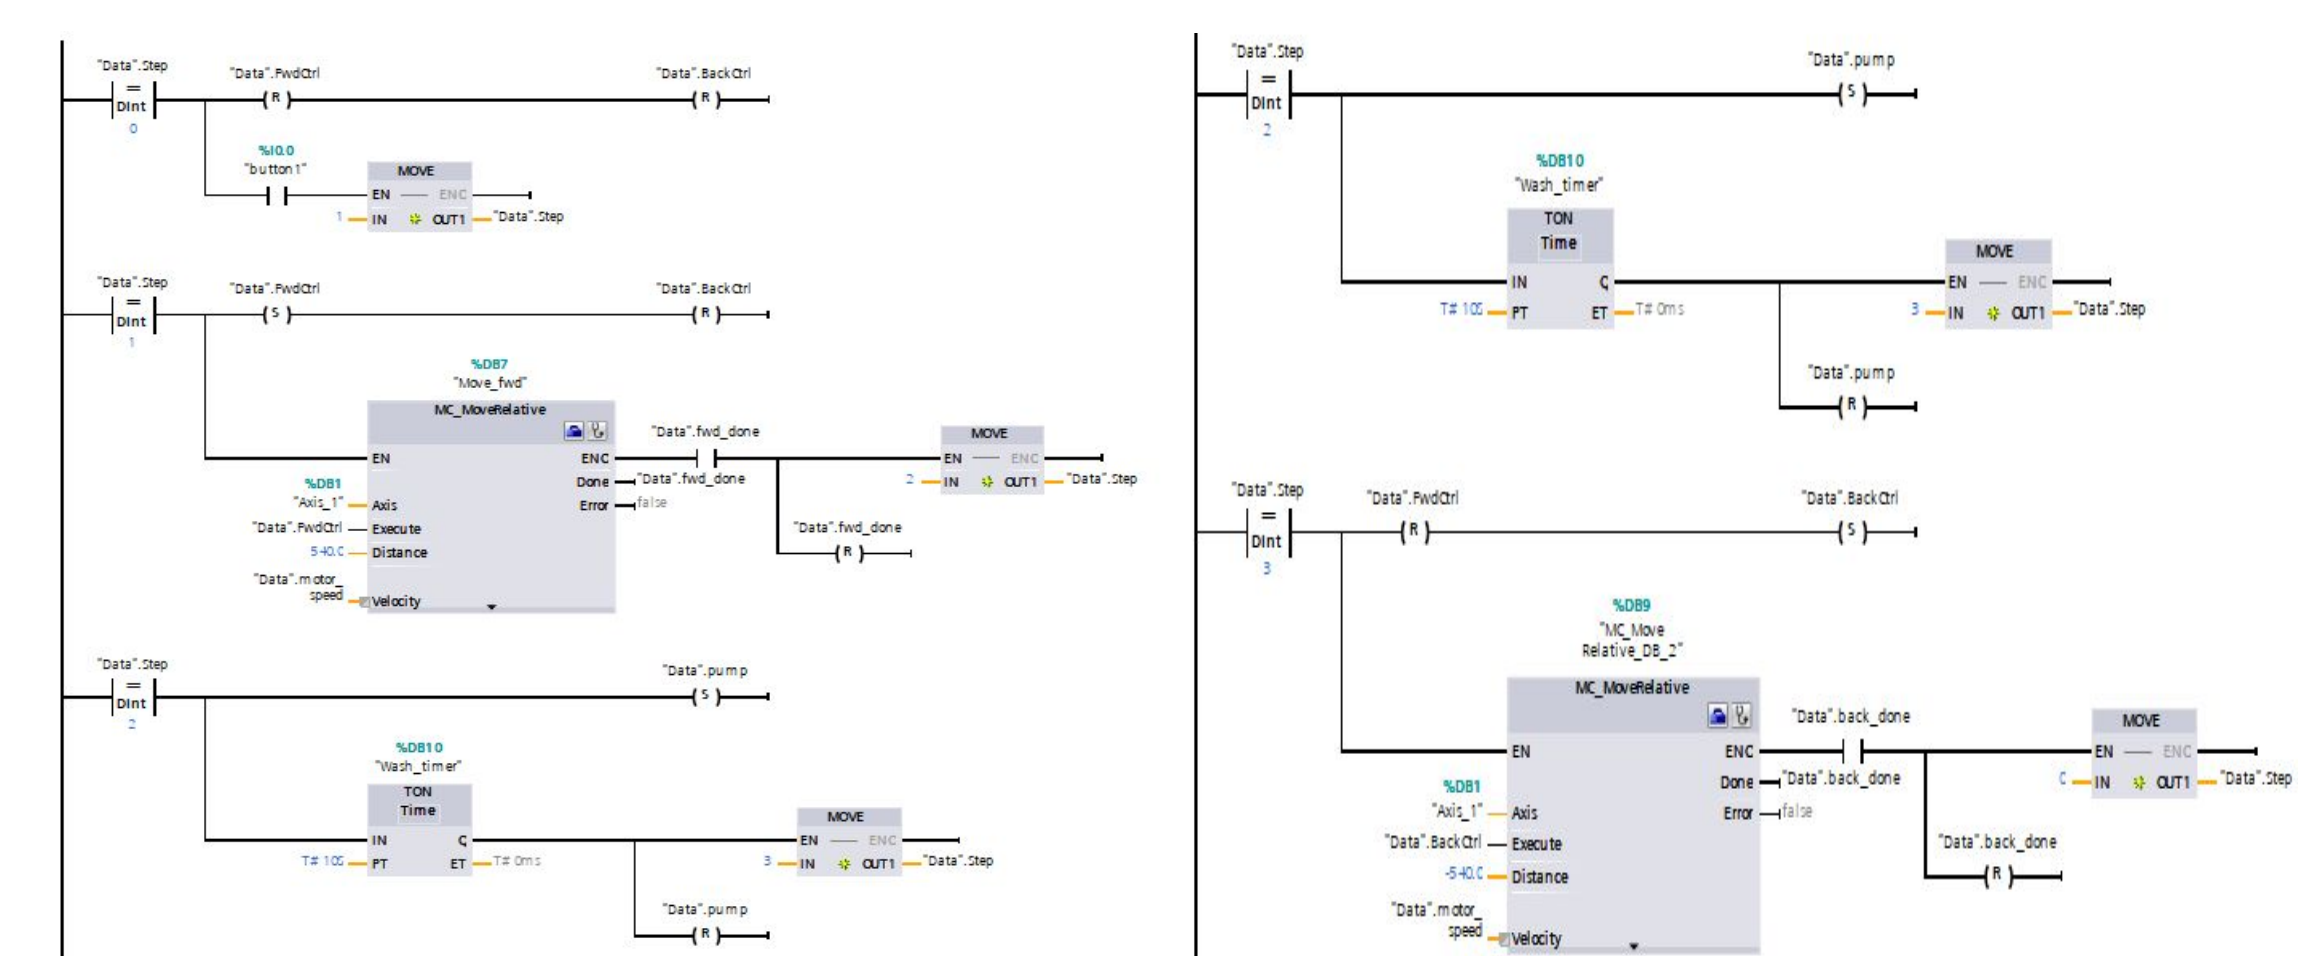 "Data".Step
"Data".FwdCtrl
"Data".BackCtrl
=
( R )
( R )
DInt
0
%I0.0
"button1"
MOVE
EN ENO
1 IN OUT1 "Data".Step
"Data".Step
"Data".FwdCtrl
"Data".BackCtrl
=
( S )
( R )
DInt
1
%DB7
"Move_fwd"
MC_MoveRelative
"Data".fwd_done
MOVE
EN ENO
EN ENO
Done "Data".fwd_done
2 IN OUT1 "Data".Step
%DB1
"Axis_1" Axis
Error false
"Data".FwdCtrl Execute
"Data".fwd_done
( R )
540.0 Distance
"Data".motor_
speed Velocity
"Data".Step
"Data".pump
=
( S )
DInt
2
%DB10
"Wash_timer"
TON
Time
MOVE
IN Q
EN ENO
T# 10S PT ET T# 0ms
3 IN OUT1 "Data".Step
"Data".pump
( R )
"Data".Step
"Data".pump
=
( S )
DInt
2
%DB10
"Wash_timer"
TON
Time
MOVE
IN Q
EN ENO
T# 10S PT ET T# 0ms
3 IN OUT1 "Data".Step
"Data".pump
( R )
"Data".Step
"Data".FwdCtrl
"Data".BackCtrl
=
( R )
( S )
DInt
3
%DB9
"MC_Move
Relative_DB_2"
MC_MoveRelative
"Data".back_done
MOVE
EN ENO
EN ENO
Done "Data".back_done
0 IN OUT1 "Data".Step
%DB1
"Axis_1" Axis
Error false
"Data".BackCtrl Execute
"Data".back_done
-540.0 Distance
( R )
"Data".motor_
speed Velocity